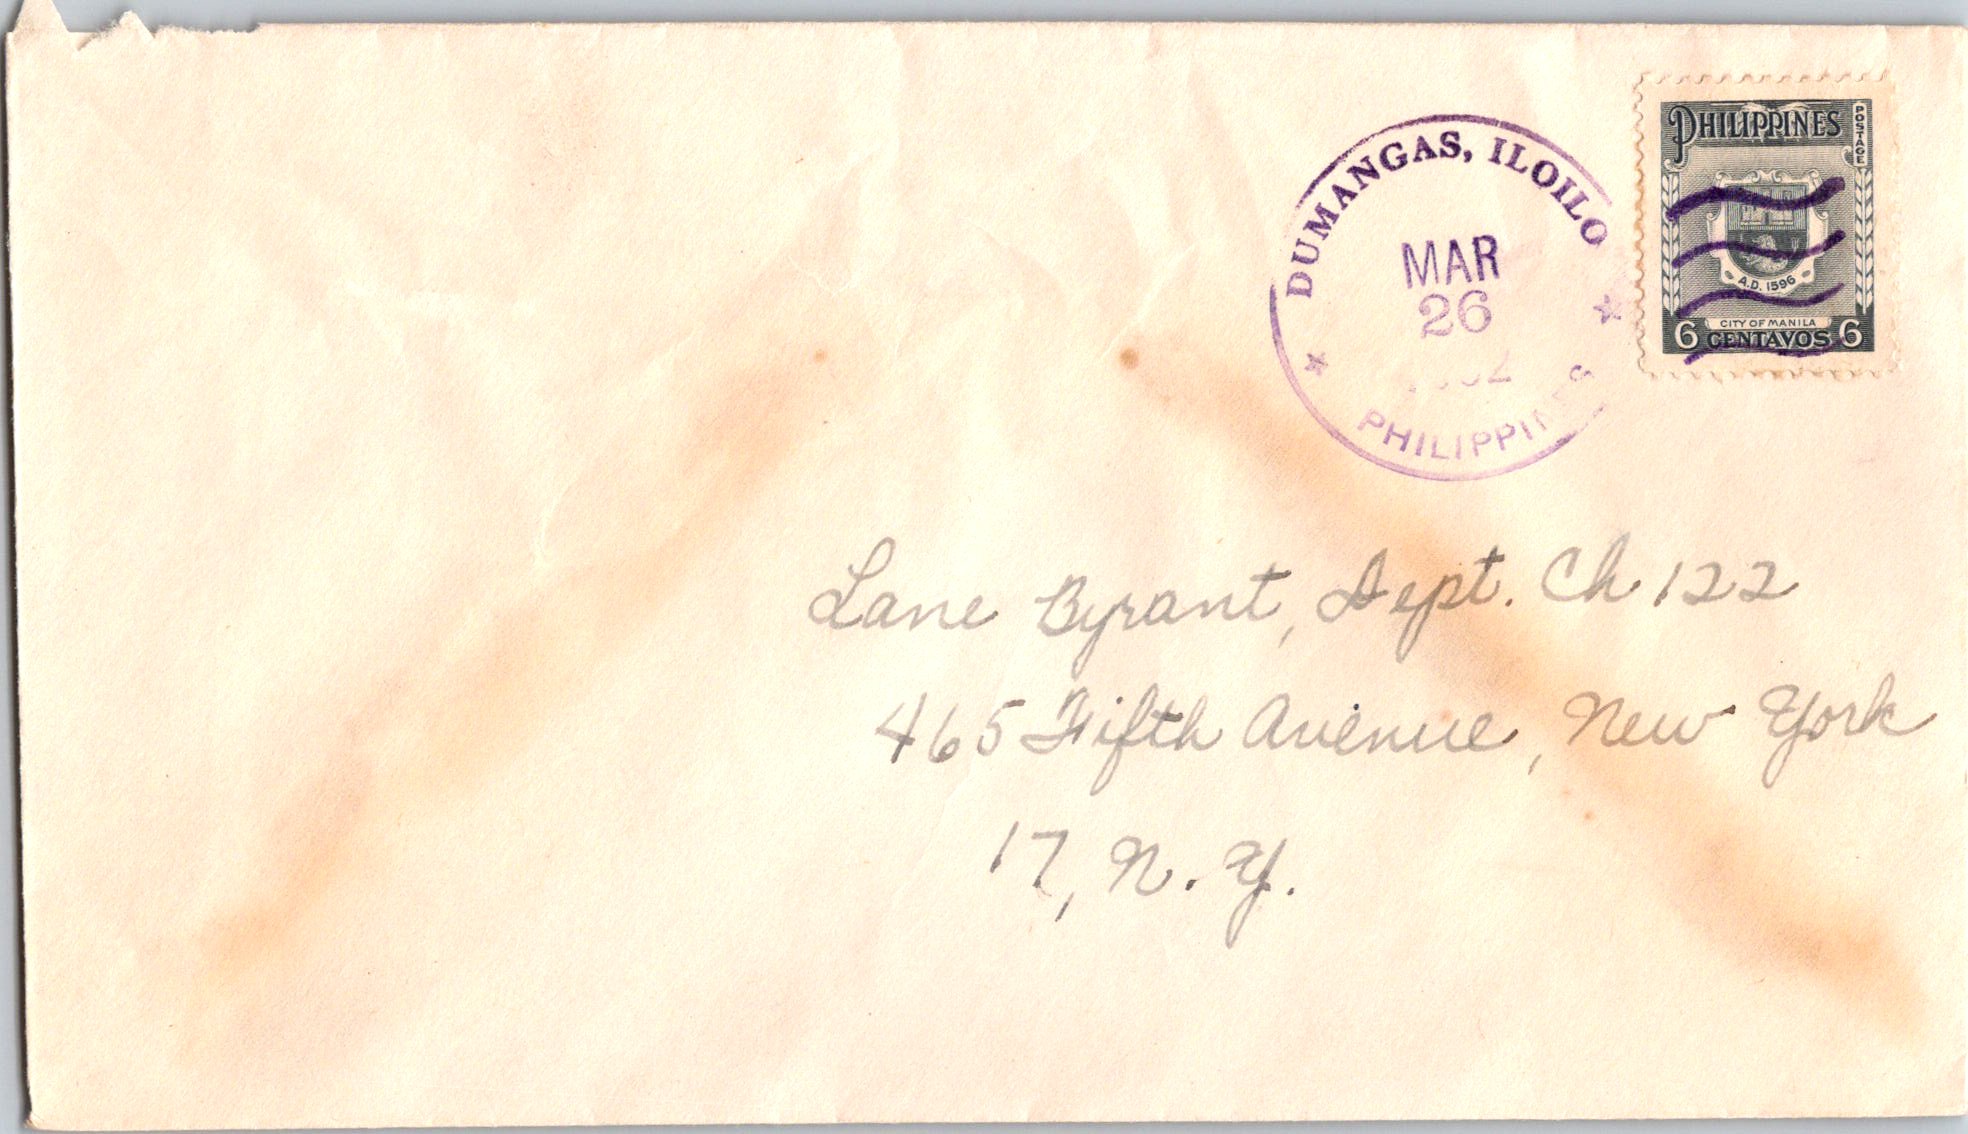 DUMANGAS, ILOILO
MAR
26
PHILIPPINES
PHILIPPINES
POSTAGE
A.D. 1596
CITY OF MANILA
6 CENTAVOS 6
Lane Byrant, Dept. Ch 122
465 Fifth Avenue, New York
17, N. Y.